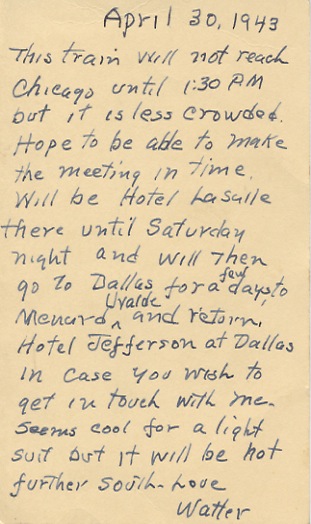 April 30, 1943
This train will not reach
Chicago until 1:30 PM
but it is less crowded.
Hope to be able to make
the meeting in time.
Will be Hotel Lasalle
there until Saturday
night and will then
go to Dallas for a few days, to
Menard, Uvalde and return.
Hotel Jefferson at Dallas
in case you wish to
get in touch with me-
Seems cool for a light
suit but it will be hot
further south- Love
Walter